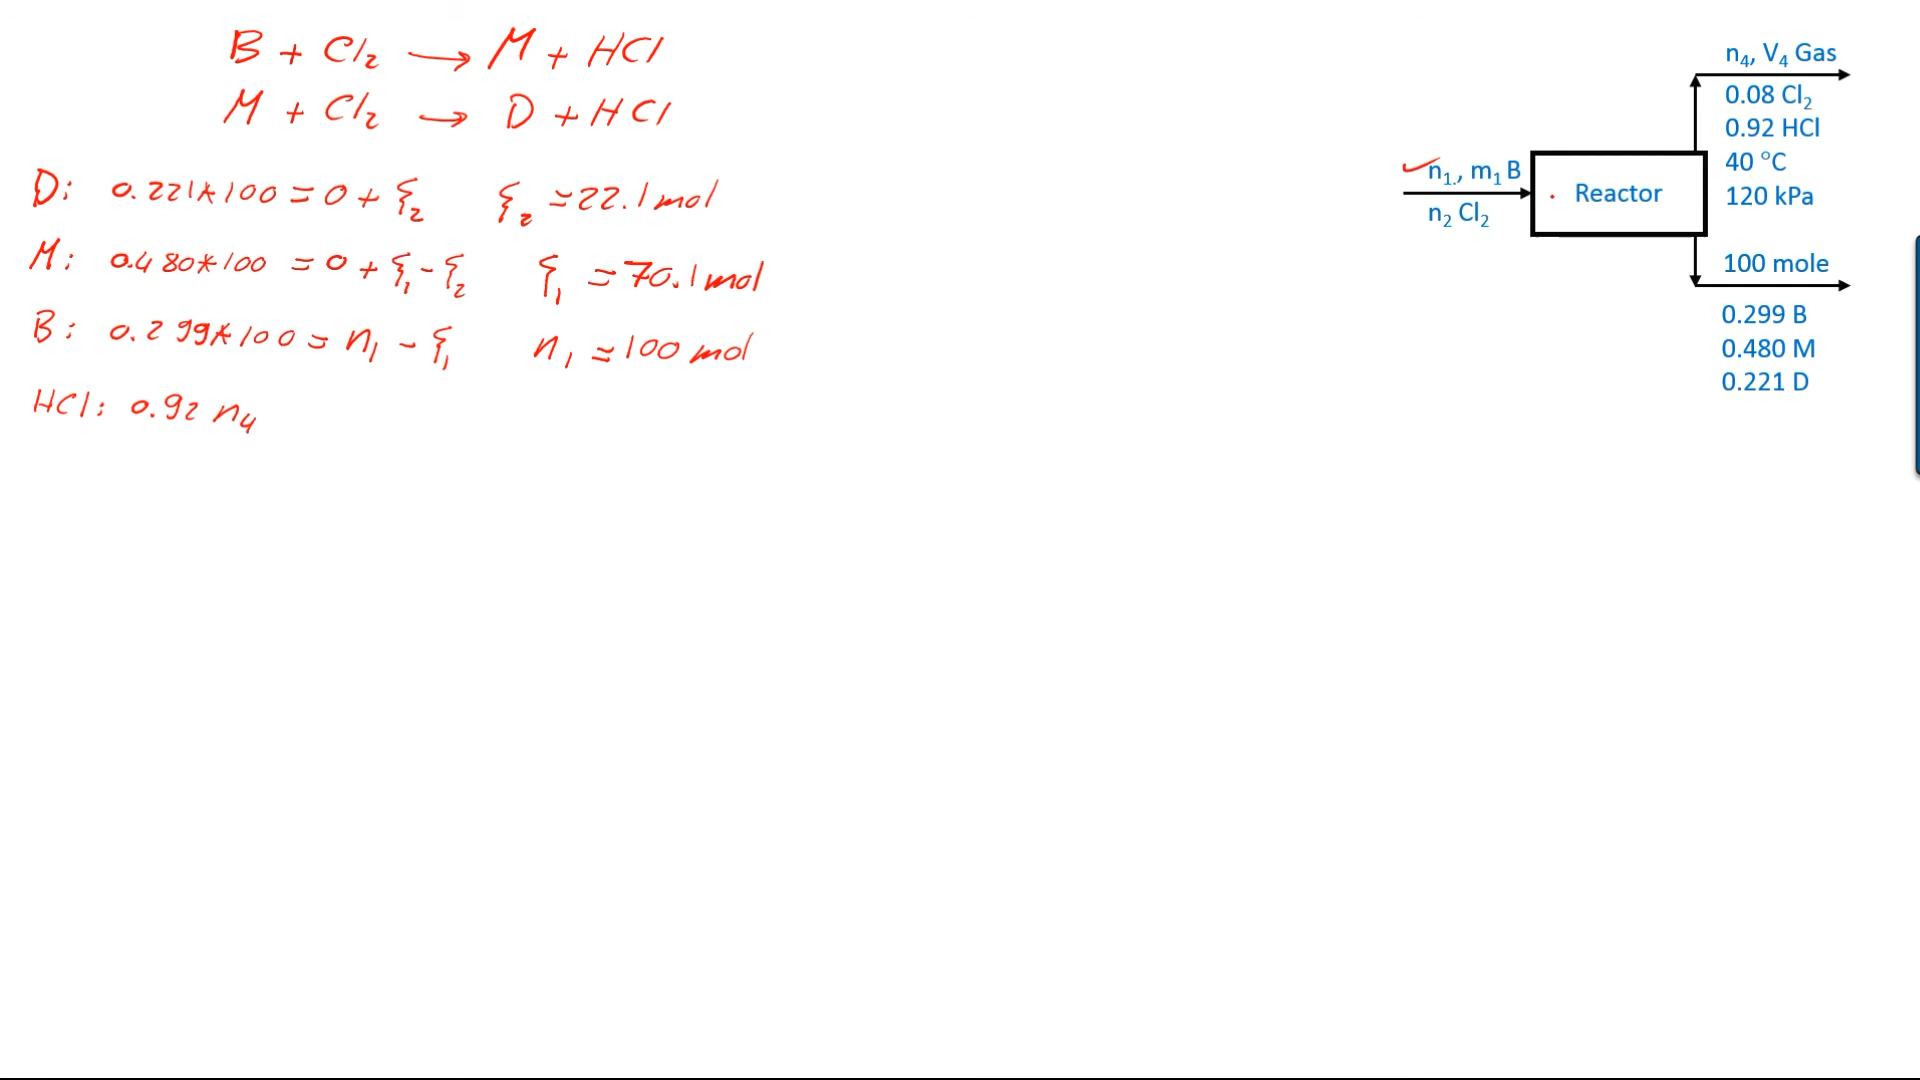 B + Cl₂ → M + HCl
M + Cl₂ → D + HCl
D: 0.221*100 = 0 + ξ₂ ξ₂ = 22.1 mol
M: 0.480*100 = 0 + ξ₁ - ξ₂ ξ₁ = 70.1 mol
B: 0.299*100 = n₁ - ξ₁ n₁ = 100 mol
HCl: 0.92 n₄
n₄, V₄ Gas
0.08 Cl₂
0.92 HCl
40 °C
120 kPa
n₁., m₁ B
n₂ Cl₂
Reactor
100 mole
0.299 B
0.480 M
0.221 D